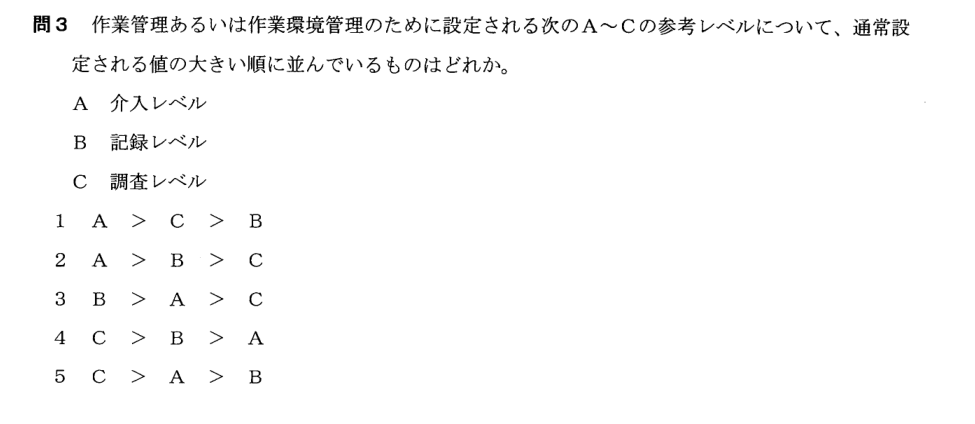 問3 作業管理あるいは作業環境管理のために設定される次のA～Cの参考レベルについて、通常設
定される値の大きい順に並んでいるものはどれか。
A 介入レベル
B 記録レベル
C 調査レベル
1 A > C > B
2 A > B > C
3 B > A > C
4 C > B > A
5 C > A > B